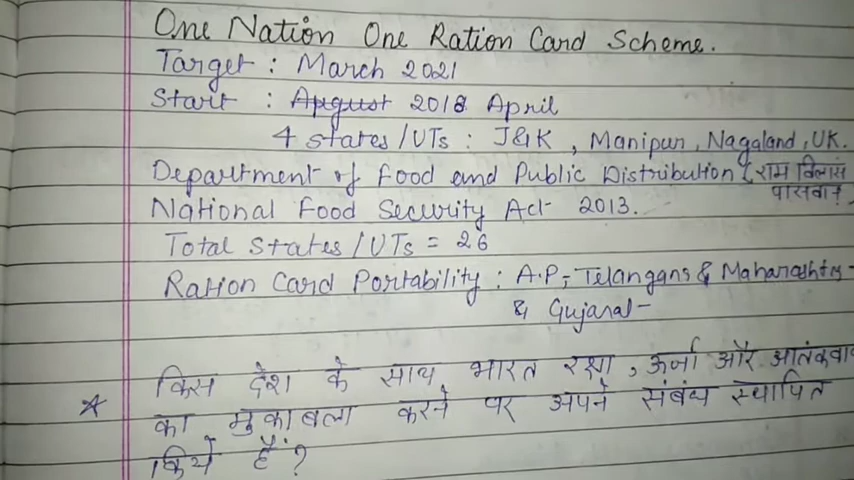 One Nation One Ration Card Scheme.
Target : March 2021
Start : August 2018 April
4 states/UTs : J&K, Manipur, Nagaland, UK.
Department of Food and Public Distribution (राम विलास
पासवान
National Food Security Act 2013.
Total States/UTs = 26
Ration Card Portability : A.P - Telangana & Maharashtra -
& Gujarat
किस देश के साथ भारत रक्षा, ऊर्जा और आतंकवाद
का मुकाबला करने पर अपने संबंध स्थापित
किये हैं?